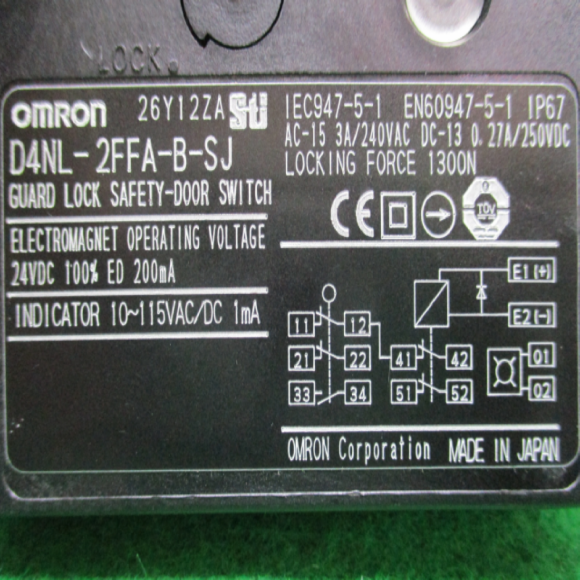 LOCK
OMRON 26Y12ZA
D4NL-2FFA-B-SJ
GUARD LOCK SAFETY-DOOR SWITCH
ELECTROMAGNET OPERATING VOLTAGE
24VDC 100% ED 200mA
INDICATOR 10~115VAC/DC 1mA
IEC947-5-1 EN60947-5-1 IP67
AC-15 3A/240VAC DC-13 0.27A/250VDC
LOCKING FORCE 1300N
CE TÜV
E1(+)
E2(-)
11 12
21 22 41 42 01
33 34 51 52 02
OMRON Corporation MADE IN JAPAN